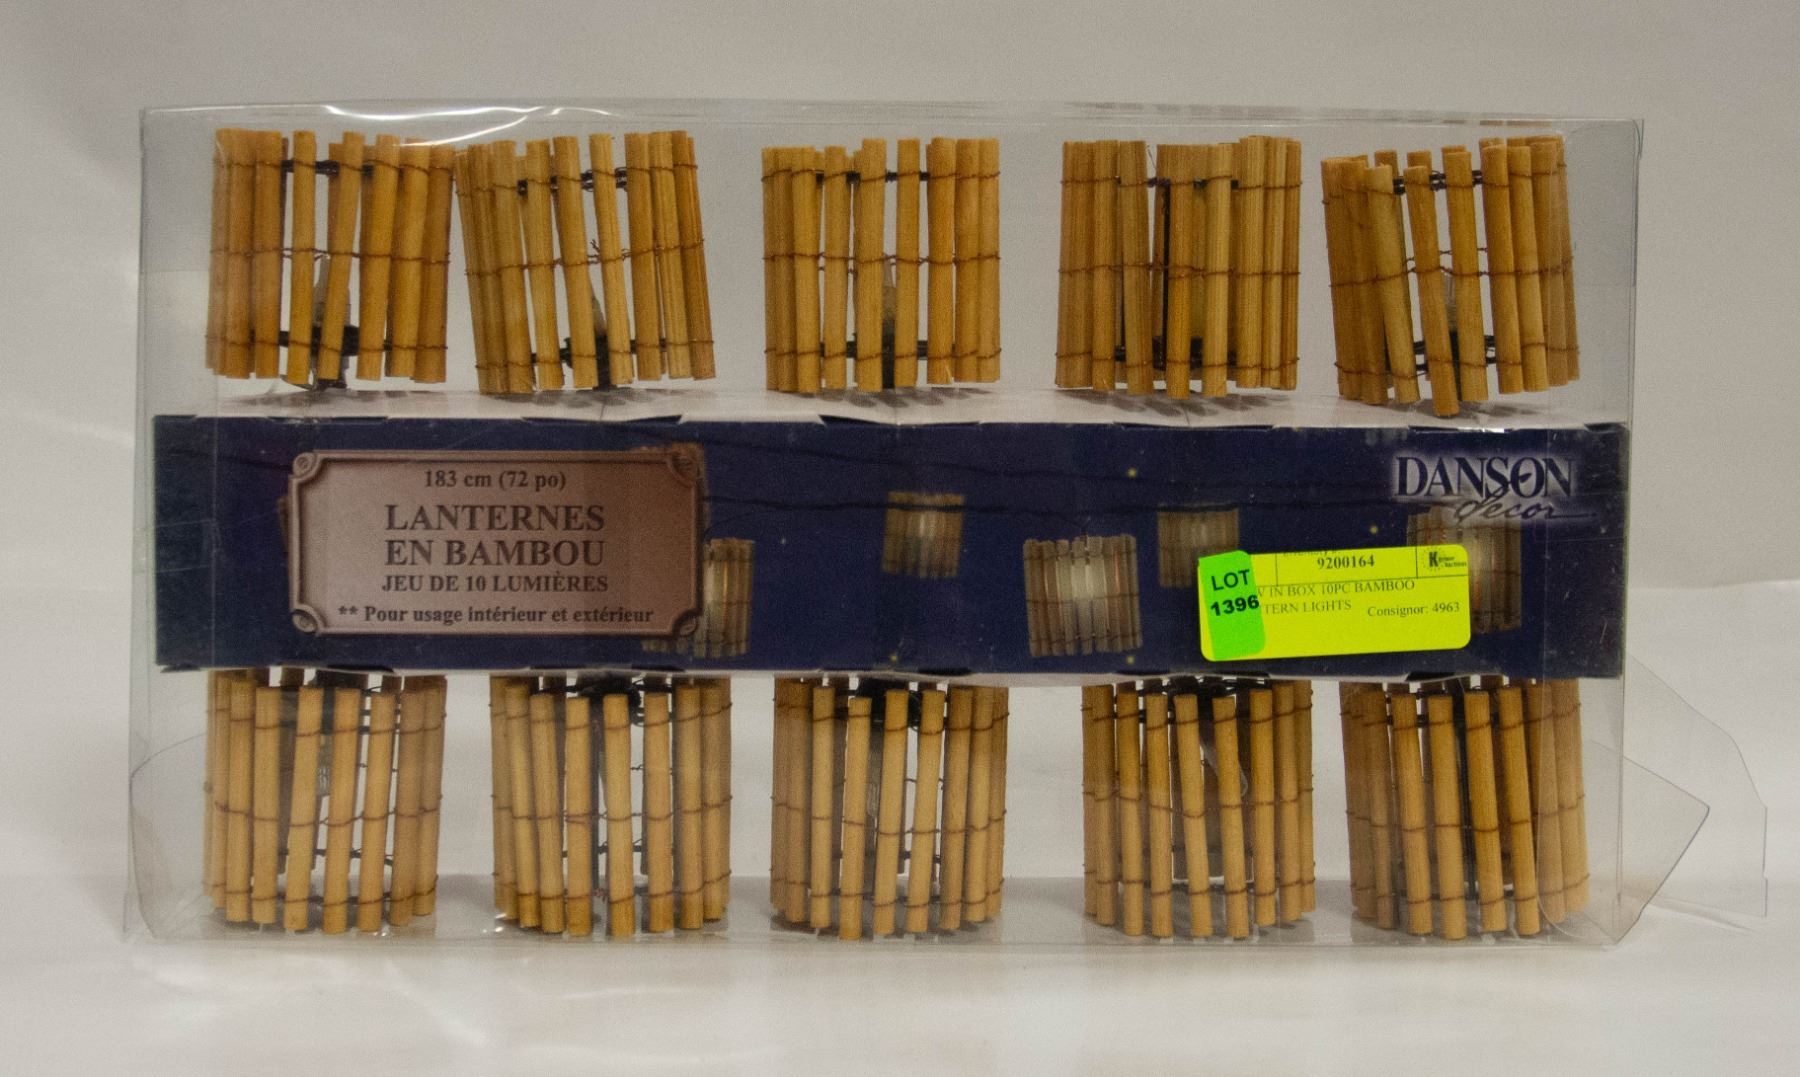 183 cm (72 po)
LANTERNES
EN BAMBOU
JEU DE 10 LUMIÈRES
** Pour usage intérieur et extérieur
DANSON
décor
9200164
LOT
1396
IN BOX 10PC BAMBOO
TERN LIGHTS
Consignor: 4963